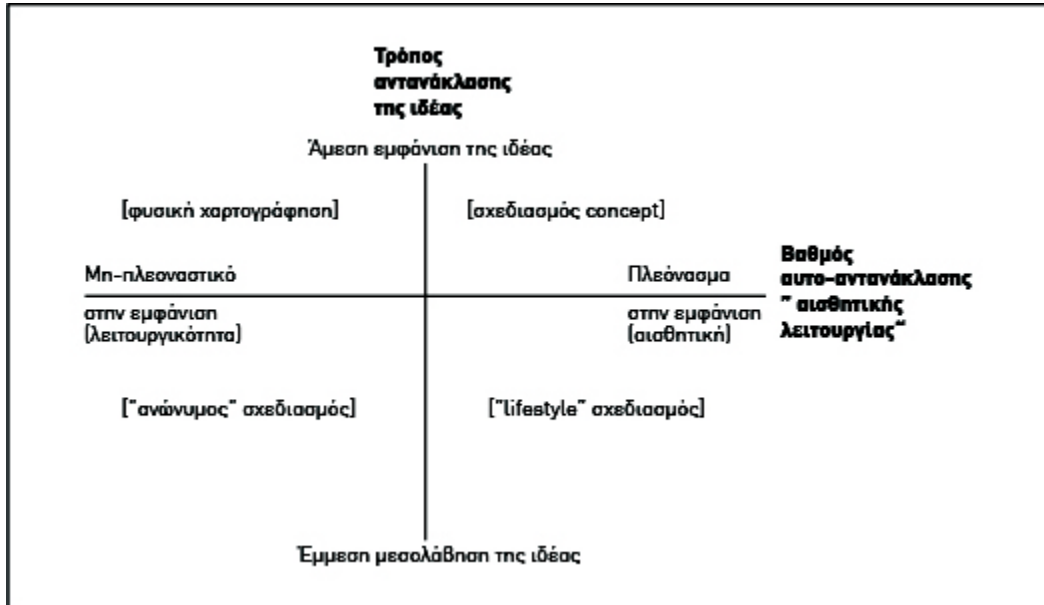 Τρόπος
αντανάκλασης
της ιδέας
Άμεση εμφάνιση της ιδέας
[φυσική χαρτογράφηση]
[σχεδιασμός concept]
Μη-πλεοναστικό
Πλεόνασμα
Βαθμός
αυτο-αντανάκλασης
" αισθητικής
λειτουργίας"
στην εμφάνιση
(λειτουργικότητα)
στην εμφάνιση
(αισθητική)
["ανώνυμος" σχεδιασμός]
["lifestyle" σχεδιασμός]
Έμμεση μεσολάβηση της ιδέας